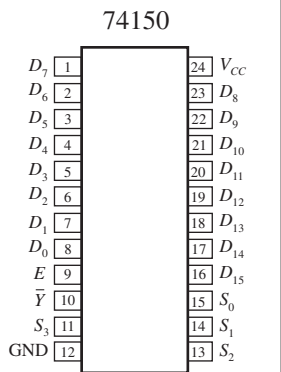 74150
D₇ 1 24 V_CC
D₆ 2 23 D₈
D₅ 3 22 D₉
D₄ 4 21 D₁₀
D₃ 5 20 D₁₁
D₂ 6 19 D₁₂
D₁ 7 18 D₁₃
D₀ 8 17 D₁₄
E 9 16 D₁₅
Ȳ 10 15 S₀
S₃ 11 14 S₁
GND 12 13 S₂